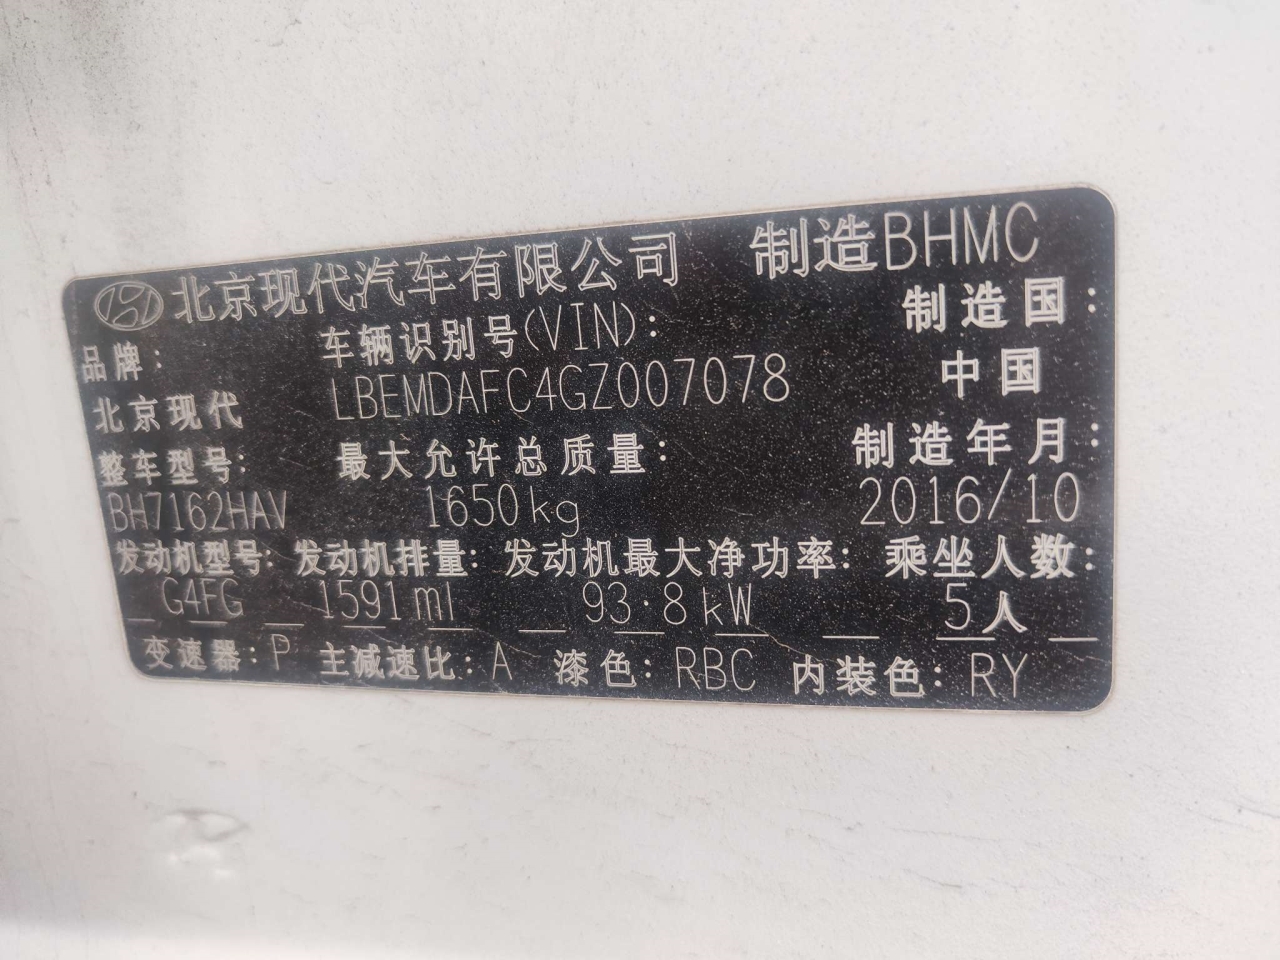 北京现代汽车有限公司 制造BHMC
品牌: 车辆识别号(VIN): 制造国:
北京现代 LBEMDAFC4GZ007078 中国
整车型号: 最大允许总质量: 制造年月:
BH7162HAV 1650kg 2016/10
发动机型号: 发动机排量: 发动机最大净功率: 乘坐人数:
G4FG 1591ml 93.8kW 5人
变速器: P 主减速比: A 漆色: RBC 内装色: RY